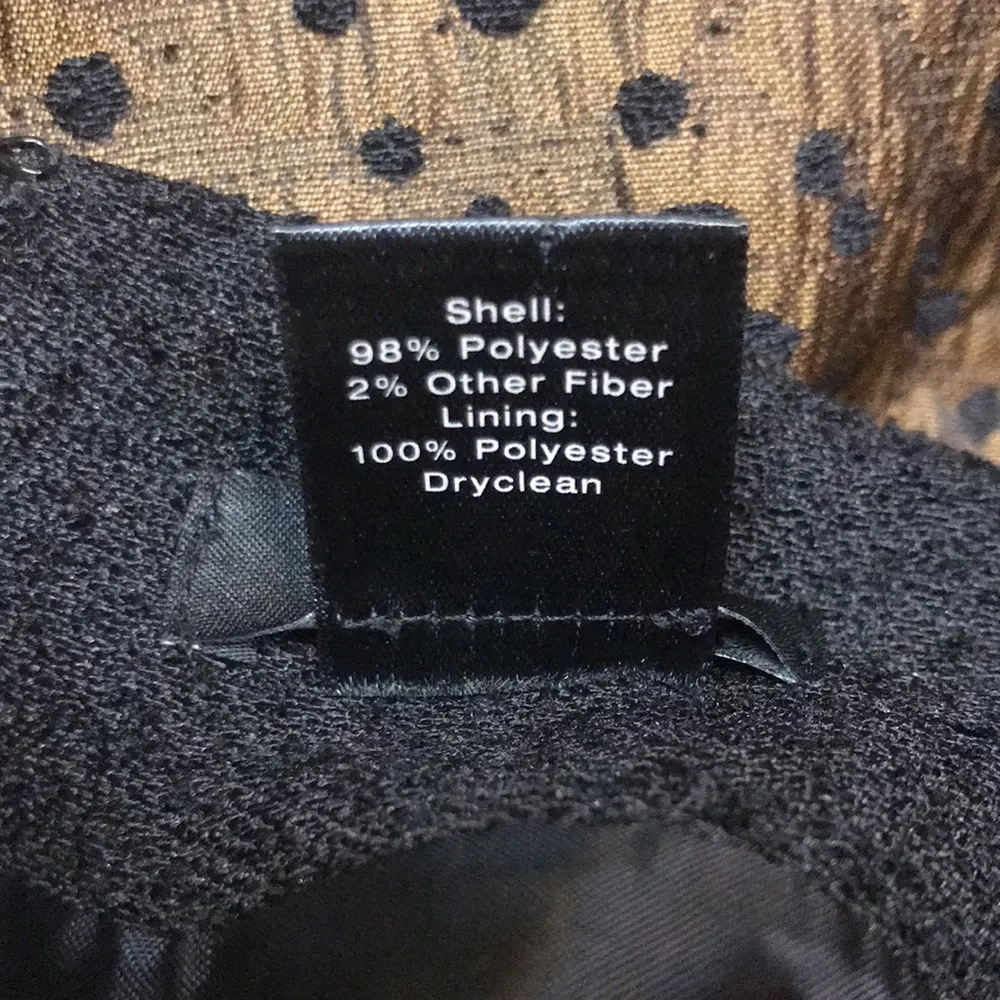 Shell:
98% Polyester
2% Other Fiber
Lining:
100% Polyester
Dryclean